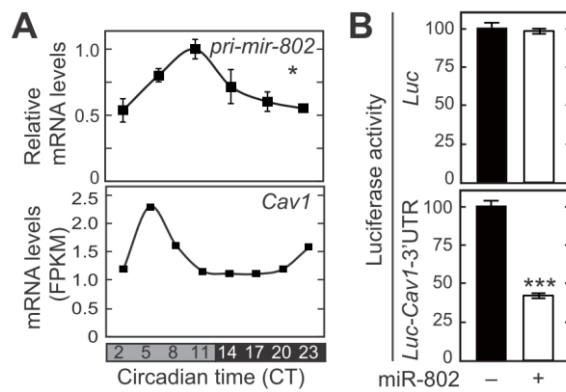 A
pri-mir-802
*
Relative
mRNA levels
1.0
0.5
0
Cav1
mRNA levels
(FPKM)
2.5
2.0
1.5
1.0
0.5
0
2 5 8 11 14 17 20 23
Circadian time (CT)
B
Luciferase activity
Luc
100
75
50
25
0
Luc-Cav1-3'UTR
100
75
50
25
0
***
miR-802 – +